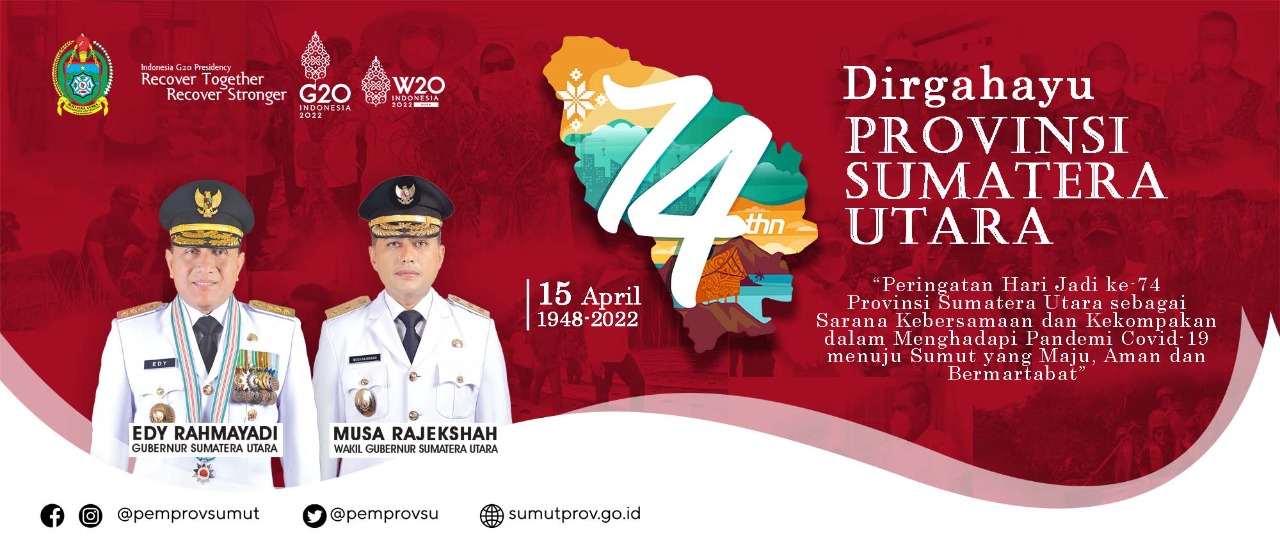 Indonesia G20 Presidency
Recover Together
Recover Stronger
G20
INDONESIA
2022
W20
INDONESIA
2022
74
thn
Dirgahayu
PROVINSI
SUMATERA
UTARA
15 April
1948-2022
“Peringatan Hari Jadi ke-74
Provinsi Sumatera Utara sebagai
Sarana Kebersamaan dan Kekompakan
dalam Menghadapi Pandemi Covid-19
menuju Sumut yang Maju, Aman dan
Bermartabat”
EDY
MUSA RAJEKSHAH
EDY RAHMAYADI
GUBERNUR SUMATERA UTARA
MUSA RAJEKSHAH
WAKIL GUBERNUR SUMATERA UTARA
@pemprovsumut
@pemprovsu
sumutprov.go.id